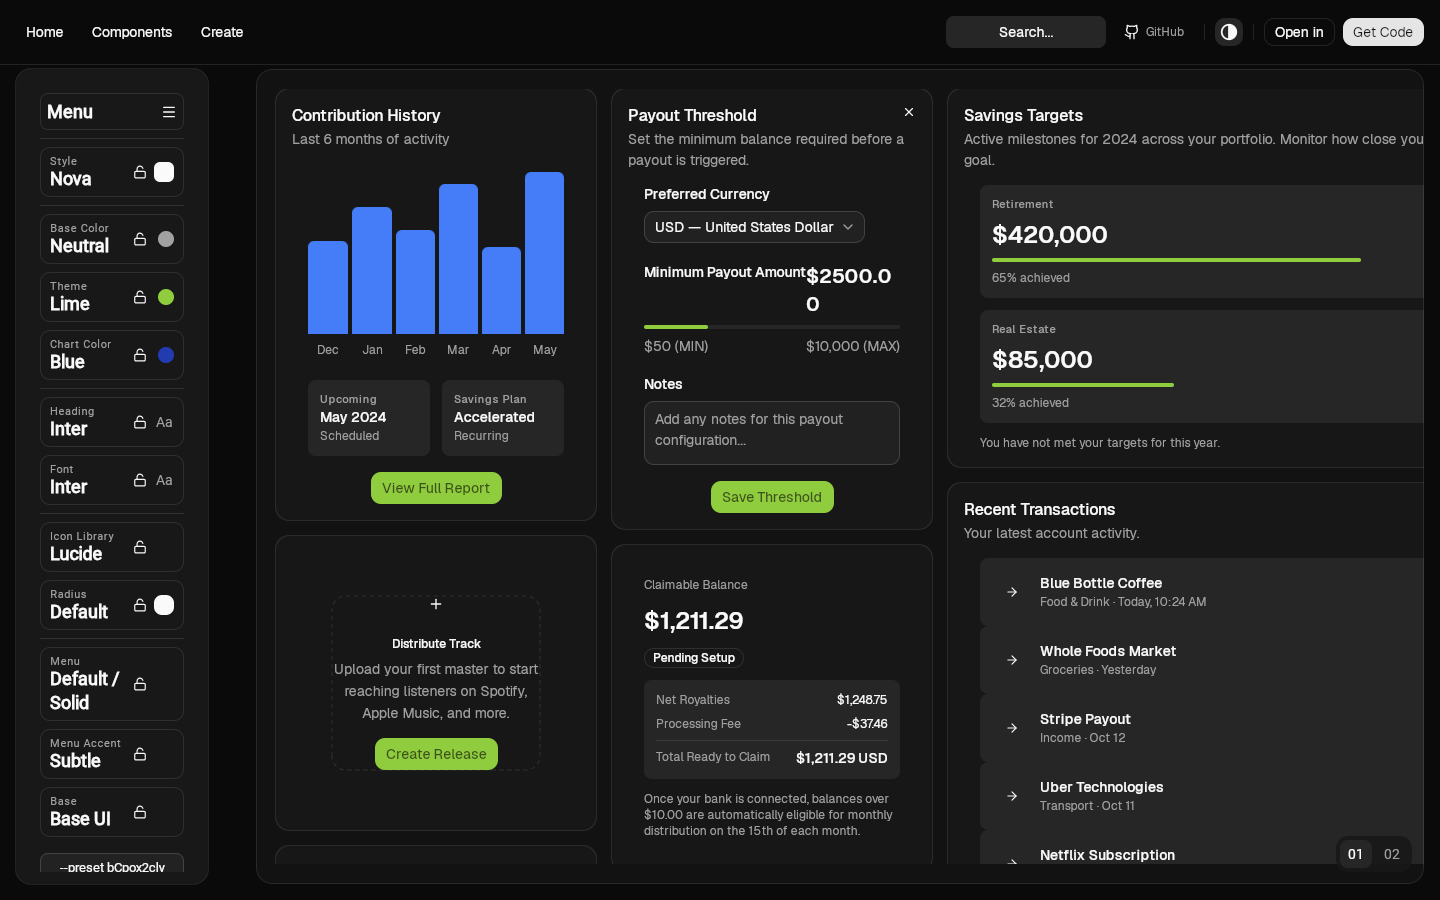 Home Components Create
Search... GitHub Open in Get Code
Menu
Style
Nova
Base Color
Neutral
Theme
Lime
Chart Color
Blue
Heading
Inter Aa
Font
Inter Aa
Icon Library
Lucide
Radius
Default
Menu
Default /
Solid
Menu Accent
Subtle
Base
Base UI
--preset bCpox2clv
Contribution History
Last 6 months of activity
Dec Jan Feb Mar Apr May
Upcoming
May 2024
Scheduled
Savings Plan
Accelerated
Recurring
View Full Report
Distribute Track
Upload your first master to start
reaching listeners on Spotify,
Apple Music, and more.
Create Release
Payout Threshold
Set the minimum balance required before a
payout is triggered.
Preferred Currency
USD — United States Dollar
Minimum Payout Amount
$2500.0
0
$50 (MIN) $10,000 (MAX)
Notes
Add any notes for this payout
configuration...
Save Threshold
Claimable Balance
$1,211.29
Pending Setup
Net Royalties $1,248.75
Processing Fee -$37.46
Total Ready to Claim $1,211.29 USD
Once your bank is connected, balances over
$10.00 are automatically eligible for monthly
distribution on the 15th of each month.
Savings Targets
Active milestones for 2024 across your portfolio. Monitor how close you
goal.
Retirement
$420,000
65% achieved
Real Estate
$85,000
32% achieved
You have not met your targets for this year.
Recent Transactions
Your latest account activity.
Blue Bottle Coffee
Food & Drink · Today, 10:24 AM
Whole Foods Market
Groceries · Yesterday
Stripe Payout
Income · Oct 12
Uber Technologies
Transport · Oct 11
Netflix Subscription
01 02